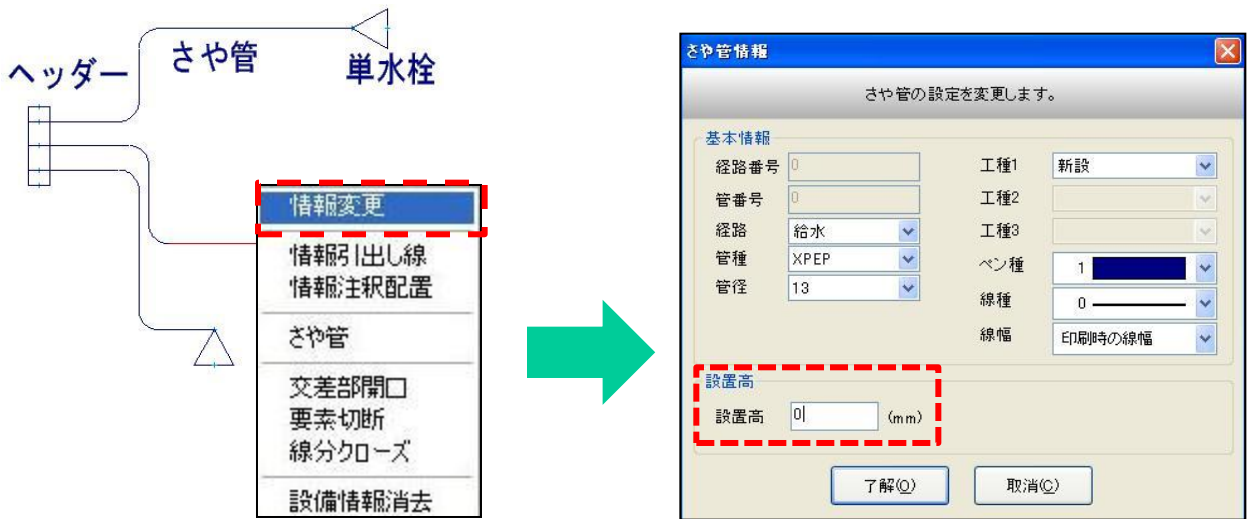 ヘッダー
さや管
単水栓
情報変更
情報引出し線
情報注釈配置
さや管
交差部開口
要素切断
線分クローズ
設備情報消去
さや管情報
さや管の設定を変更します。
基本情報
経路番号 0
管番号 0
経路 給水
管種 XPEP
管径 13
工種1 新設
工種2
工種3
ペン種 1
線種 0
線幅 印刷時の線幅
設置高
設置高 0 (mm)
了解(O) 取消(C)